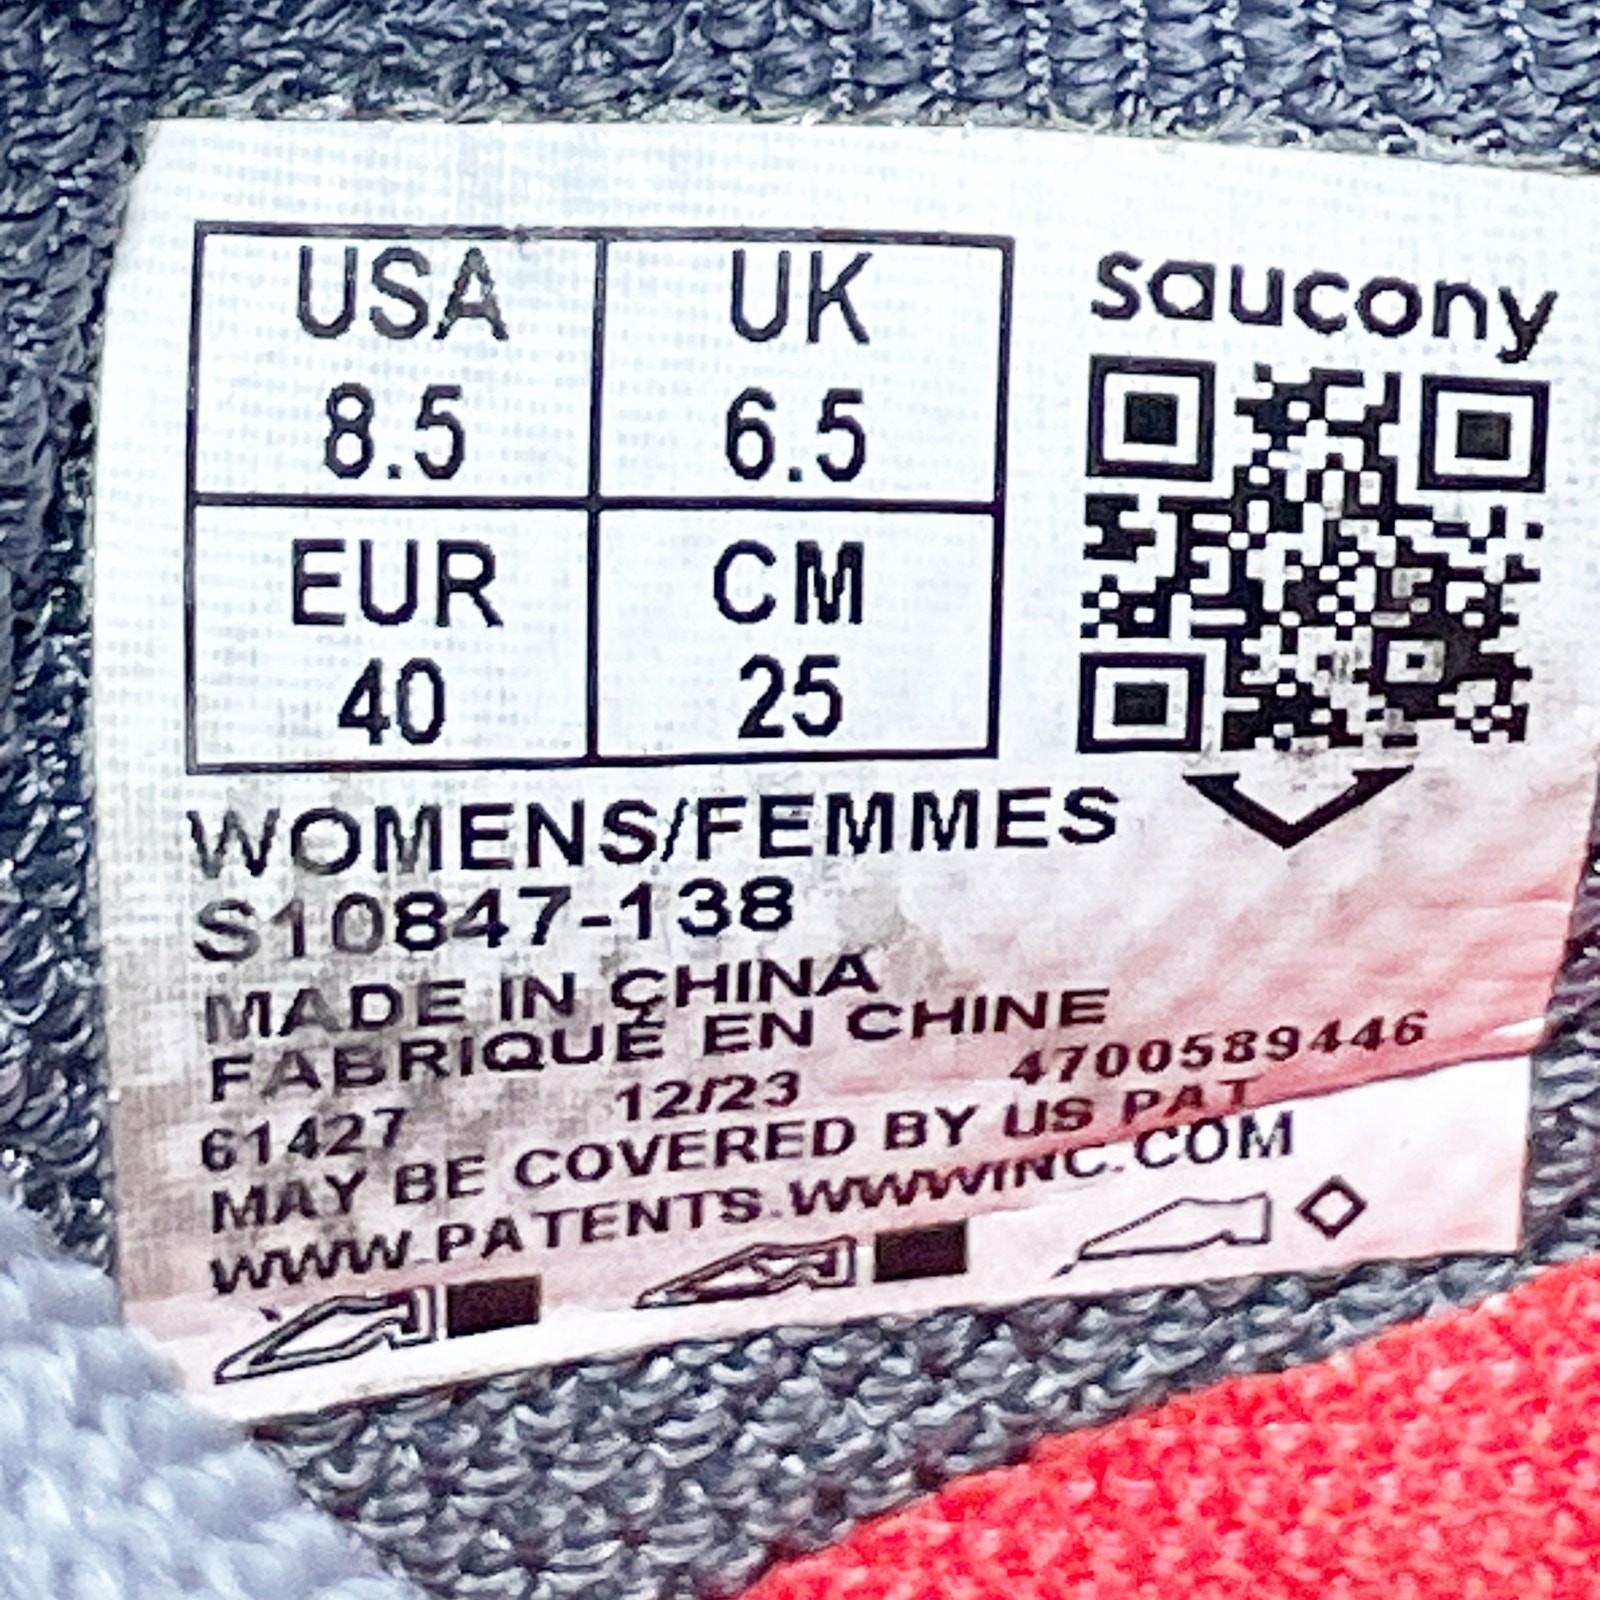 USA
8.5
UK
6.5
EUR
40
CM
25
saucony
WOMENS/FEMMES
S10847-138
MADE IN CHINA
FABRIQUÉ EN CHINE
61427 12/23 4700589446
MAY BE COVERED BY US PAT
WWW.PATENTS.WWWINC.COM